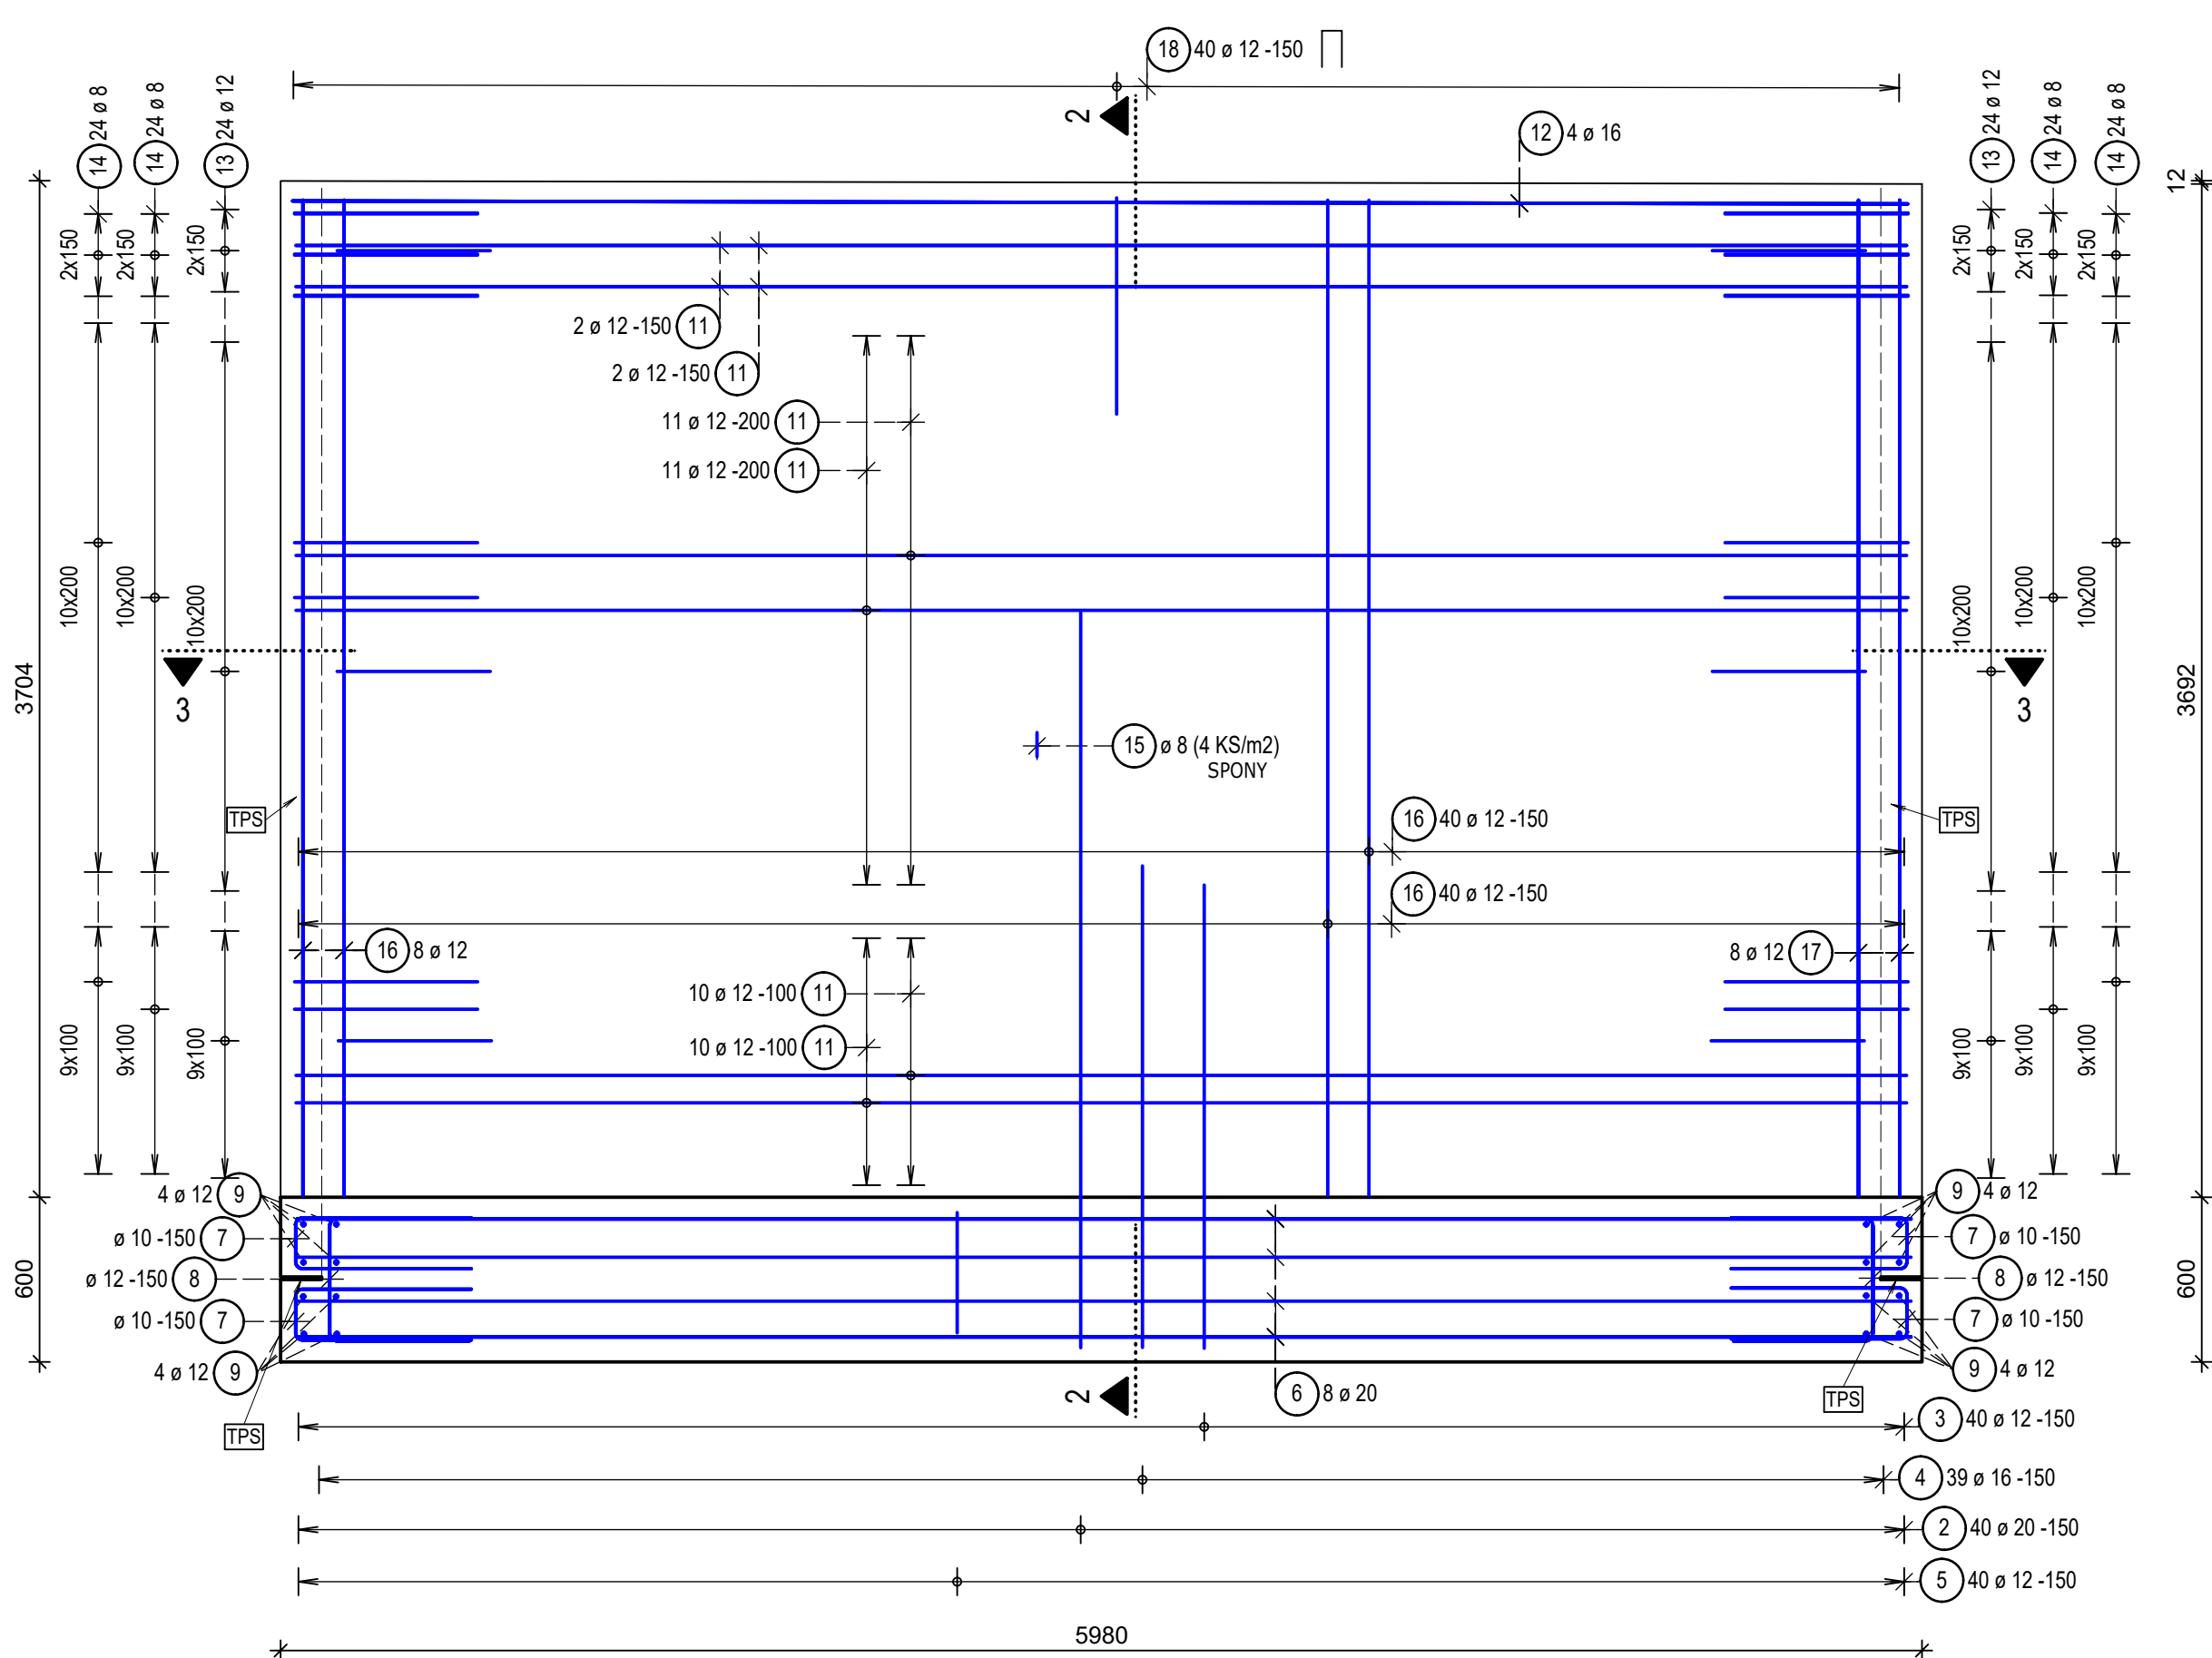 18 40 ø 12 -150
2
12 4 ø 16
14 24 ø 8
14 24 ø 8
13 24 ø 12
13 24 ø 12
14 24 ø 8
14 24 ø 8
12
2x150
2x150
2x150
2x150
2x150
2x150
2 ø 12 -150 11
2 ø 12 -150 11
11 ø 12 -200 11
11 ø 12 -200 11
10x200
10x200
10x200
10x200
10x200
10x200
3704
3
3
3692
15 ø 8 (4 KS/m2)
SPONY
TPS
16 40 ø 12 -150
TPS
16 40 ø 12 -150
16 8 ø 12
8 ø 12 17
10 ø 12 -100 11
10 ø 12 -100 11
9x100
9x100
9x100
9x100
9x100
9x100
4 ø 12 9
9 4 ø 12
ø 10 -150 7
7 ø 10 -150
600
ø 12 -150 8
8 ø 12 -150
600
ø 10 -150 7
7 ø 10 -150
4 ø 12 9
9 4 ø 12
2
6 8 ø 20
TPS
TPS
3 40 ø 12 -150
4 39 ø 16 -150
2 40 ø 20 -150
5 40 ø 12 -150
5980